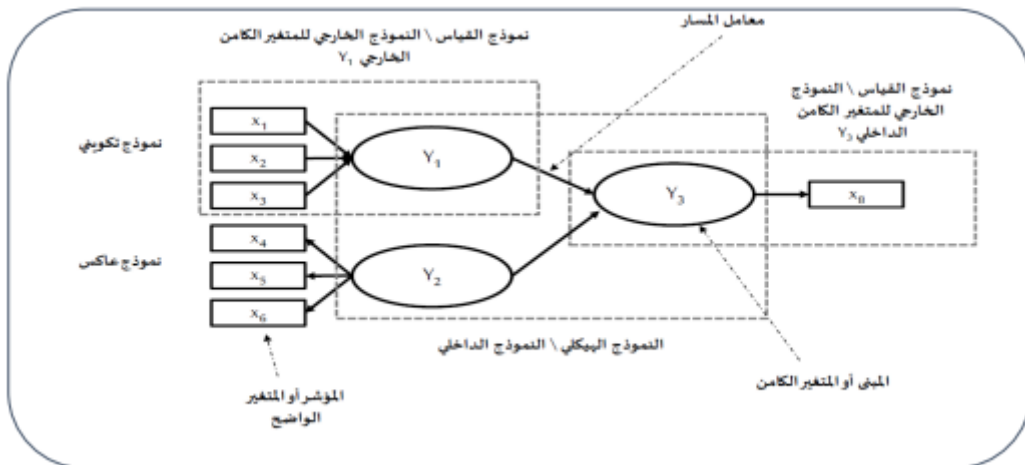 معامل المسار
نموذج القياس \ النموذج الخارجي للمتغير الكامن
الخارجي Y₁
نموذج القياس \ النموذج
الخارجي للمتغير الكامن
الداخلي Y₃
نموذج تكويني
x₁
x₂
x₃
Y₁
Y₃
x₈
نموذج عاكس
x₄
x₅
x₆
Y₂
النموذج الهيكلي \ النموذج الداخلي
المؤشر أو المتغير
الواضح
المبنى أو المتغير الكامن